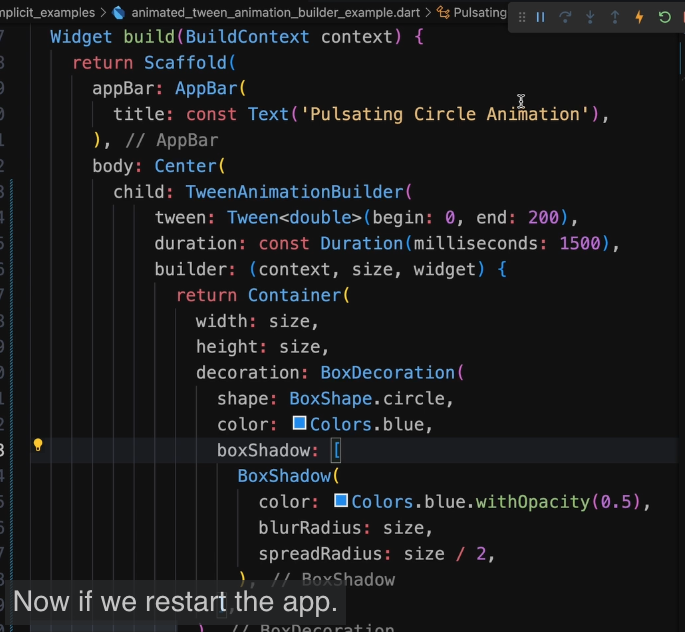 mplicit_examples > animated_tween_animation_builder_example.dart > Pulsating
Widget build(BuildContext context) {
return Scaffold(
appBar: AppBar(
title: const Text('Pulsating Circle Animation'),
), // AppBar
body: Center(
child: TweenAnimationBuilder(
tween: Tween<double>(begin: 0, end: 200),
duration: const Duration(milliseconds: 1500),
builder: (context, size, widget) {
return Container(
width: size,
height: size,
decoration: BoxDecoration(
shape: BoxShape.circle,
color: Colors.blue,
boxShadow: [
BoxShadow(
color: Colors.blue.withOpacity(0.5),
blurRadius: size,
spreadRadius: size / 2,
), // BoxShadow
Now if we restart the app.
), // BoxDecoration